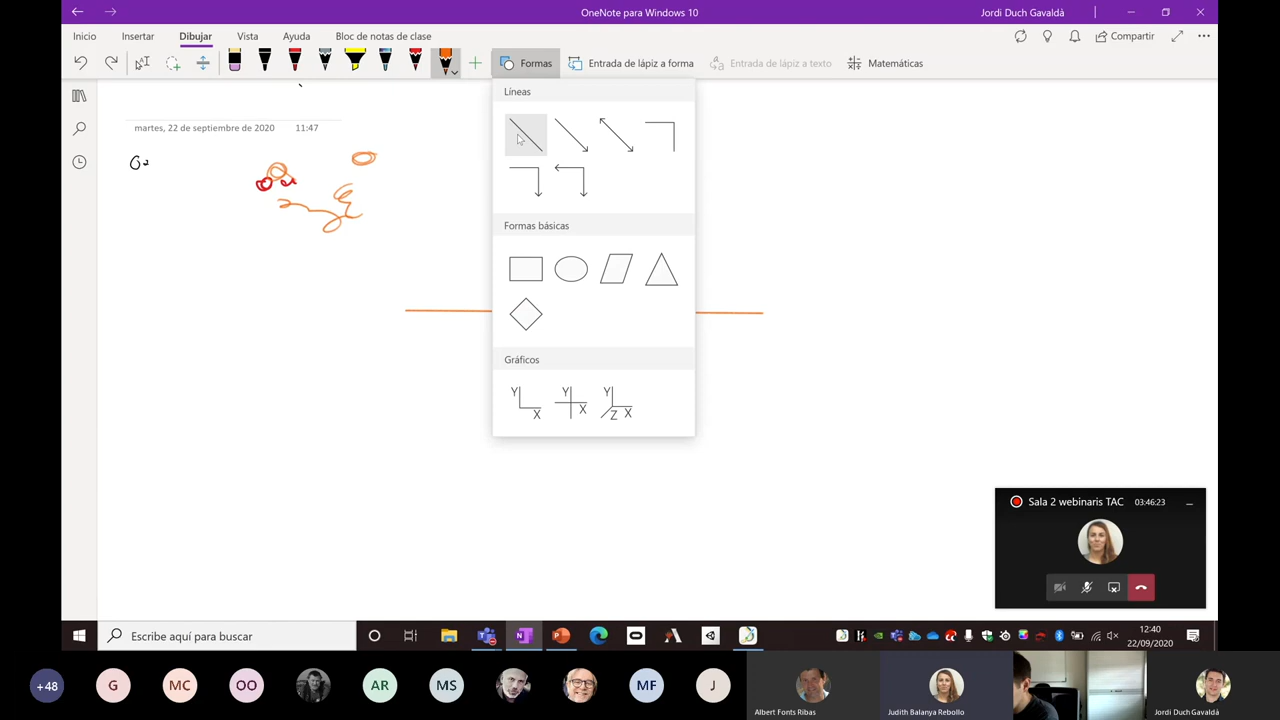 OneNote para Windows 10
Jordi Duch Gavaldà
Inicio Insertar Dibujar Vista Ayuda Bloc de notas de clase
Compartir
Formas Entrada de lápiz a forma Entrada de lápiz a texto Matemáticas
Líneas
martes, 22 de septiembre de 2020 11:47
Formas básicas
Gráficos
Y X Y X Y Z X
Sala 2 webinaris TAC 03:46:23
Escribe aquí para buscar
12:40
22/09/2020
+48 G MC OO AR MS MF J
Albert Fonts Ribas Judith Balanya Rebollo Jordi Duch Gavaldà